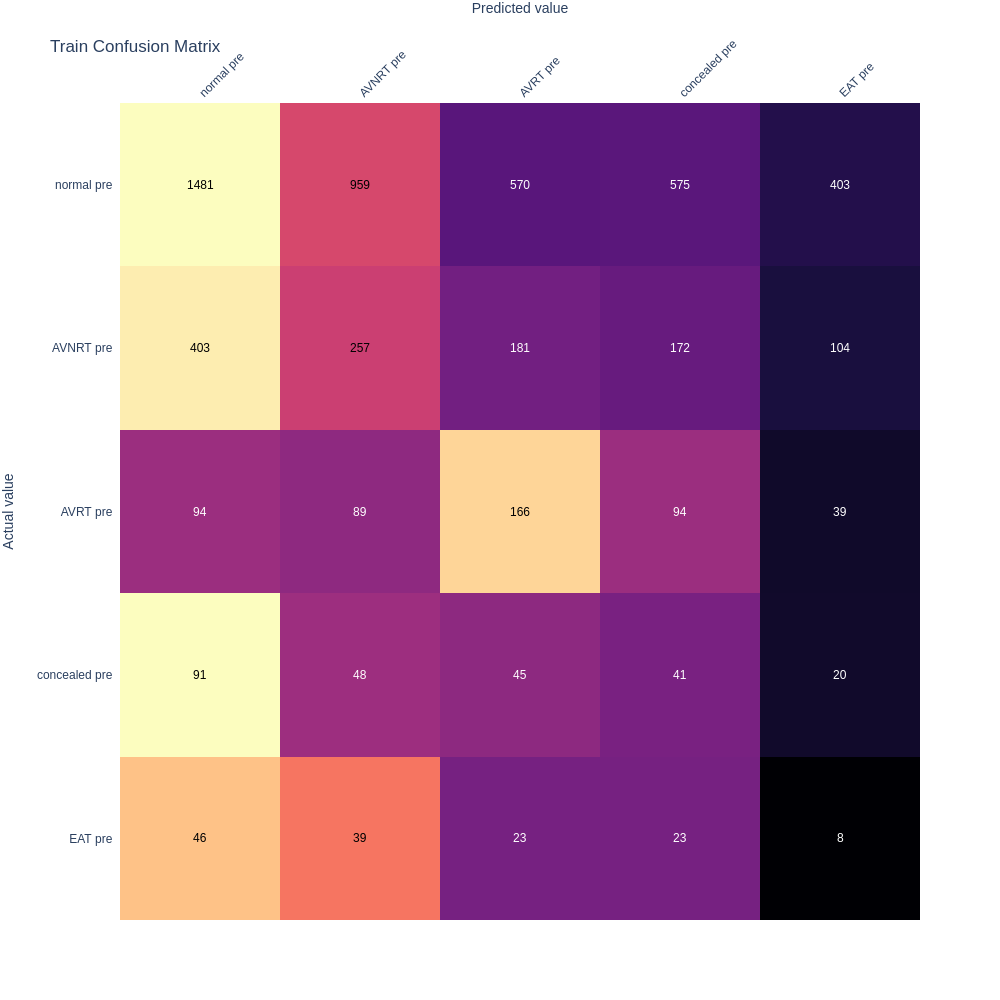 Predicted value
Train Confusion Matrix
normal pre AVNRT pre AVRT pre concealed pre EAT pre
normal pre 1481 959 570 575 403
AVNRT pre 403 257 181 172 104
Actual value
AVRT pre 94 89 166 94 39
concealed pre 91 48 45 41 20
EAT pre 46 39 23 23 8